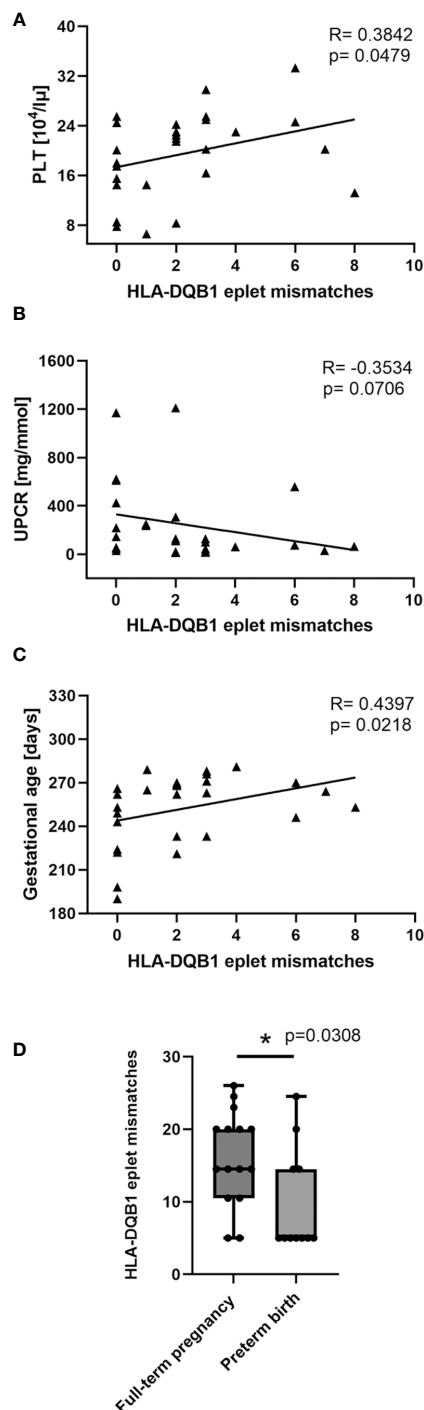 A
R= 0.3842
p= 0.0479
PLT [10⁴/lµ]
40
32
24
16
8
0 2 4 6 8 10
HLA-DQB1 eplet mismatches
B
R= -0.3534
p= 0.0706
UPCR [mg/mmol]
1600
1200
800
400
0
0 2 4 6 8 10
HLA-DQB1 eplet mismatches
C
R= 0.4397
p= 0.0218
Gestational age [days]
330
300
270
240
210
180
0 2 4 6 8 10
HLA-DQB1 eplet mismatches
D
* p=0.0308
HLA-DQB1 eplet mismatches
30
20
10
0
Full-term pregnancy
Preterm birth